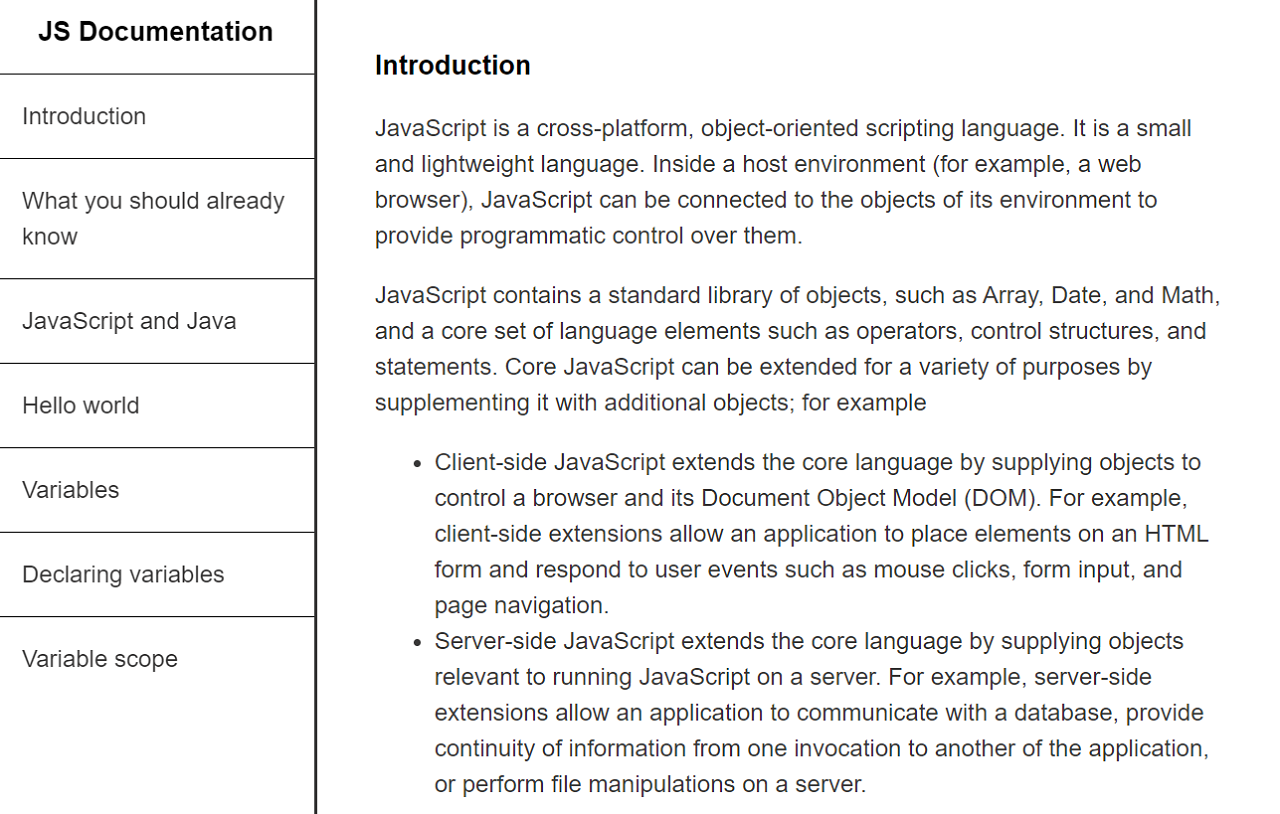 JS Documentation
Introduction
What you should already
know
JavaScript and Java
Hello world
Variables
Declaring variables
Variable scope
Introduction
JavaScript is a cross-platform, object-oriented scripting language. It is a small
and lightweight language. Inside a host environment (for example, a web
browser), JavaScript can be connected to the objects of its environment to
provide programmatic control over them.
JavaScript contains a standard library of objects, such as Array, Date, and Math,
and a core set of language elements such as operators, control structures, and
statements. Core JavaScript can be extended for a variety of purposes by
supplementing it with additional objects; for example
• Client-side JavaScript extends the core language by supplying objects to
control a browser and its Document Object Model (DOM). For example,
client-side extensions allow an application to place elements on an HTML
form and respond to user events such as mouse clicks, form input, and
page navigation.
• Server-side JavaScript extends the core language by supplying objects
relevant to running JavaScript on a server. For example, server-side
extensions allow an application to communicate with a database, provide
continuity of information from one invocation to another of the application,
or perform file manipulations on a server.